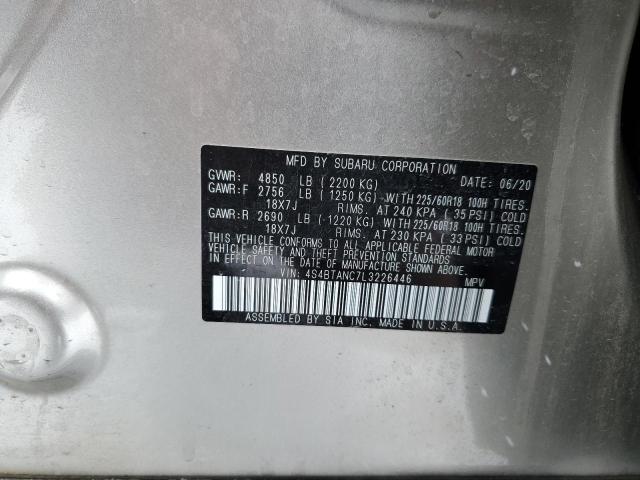 MFD BY SUBARU CORPORATION
GVWR: 4850 LB ( 2200 KG) DATE: 06/20
GAWR:F 2756 LB ( 1250 KG) WITH 225/60R18 100H TIRES.
18X7J RIMS. AT 240 KPA ( 35 PSI) COLD
GAWR:R 2690 LB ( 1220 KG) WITH 225/60R18 100H TIRES.
18X7J RIMS. AT 230 KPA ( 33 PSI) COLD
THIS VEHICLE CONFORMS TO ALL APPLICABLE FEDERAL MOTOR
VEHICLE SAFETY AND THEFT PREVENTION STANDARDS
IN EFFECT ON THE DATE OF MANUFACTURE SHOWN ABOVE.
VIN: 4S4BTANC7L3226446 MPV
ASSEMBLED BY SIA INC. MADE IN U.S.A.